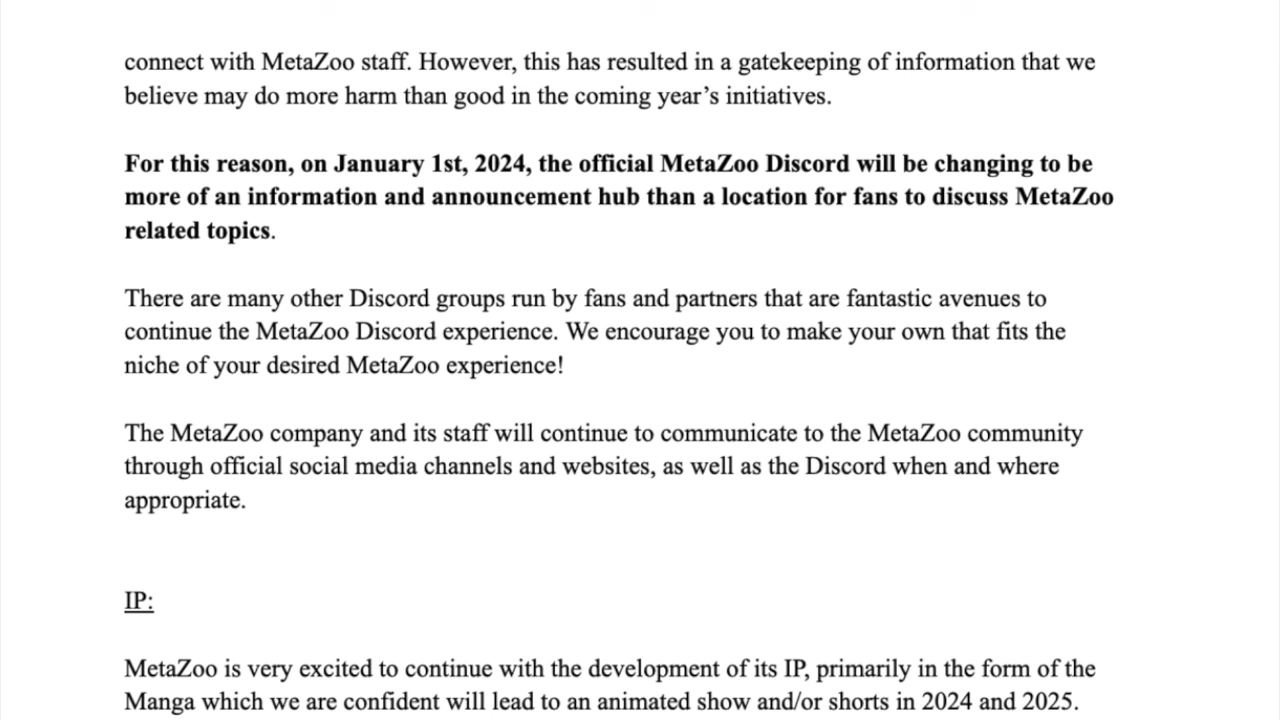 connect with MetaZoo staff. However, this has resulted in a gatekeeping of information that we
believe may do more harm than good in the coming year’s initiatives.
For this reason, on January 1st, 2024, the official MetaZoo Discord will be changing to be
more of an information and announcement hub than a location for fans to discuss MetaZoo
related topics.
There are many other Discord groups run by fans and partners that are fantastic avenues to
continue the MetaZoo Discord experience. We encourage you to make your own that fits the
niche of your desired MetaZoo experience!
The MetaZoo company and its staff will continue to communicate to the MetaZoo community
through official social media channels and websites, as well as the Discord when and where
appropriate.
IP:
MetaZoo is very excited to continue with the development of its IP, primarily in the form of the
Manga which we are confident will lead to an animated show and/or shorts in 2024 and 2025.